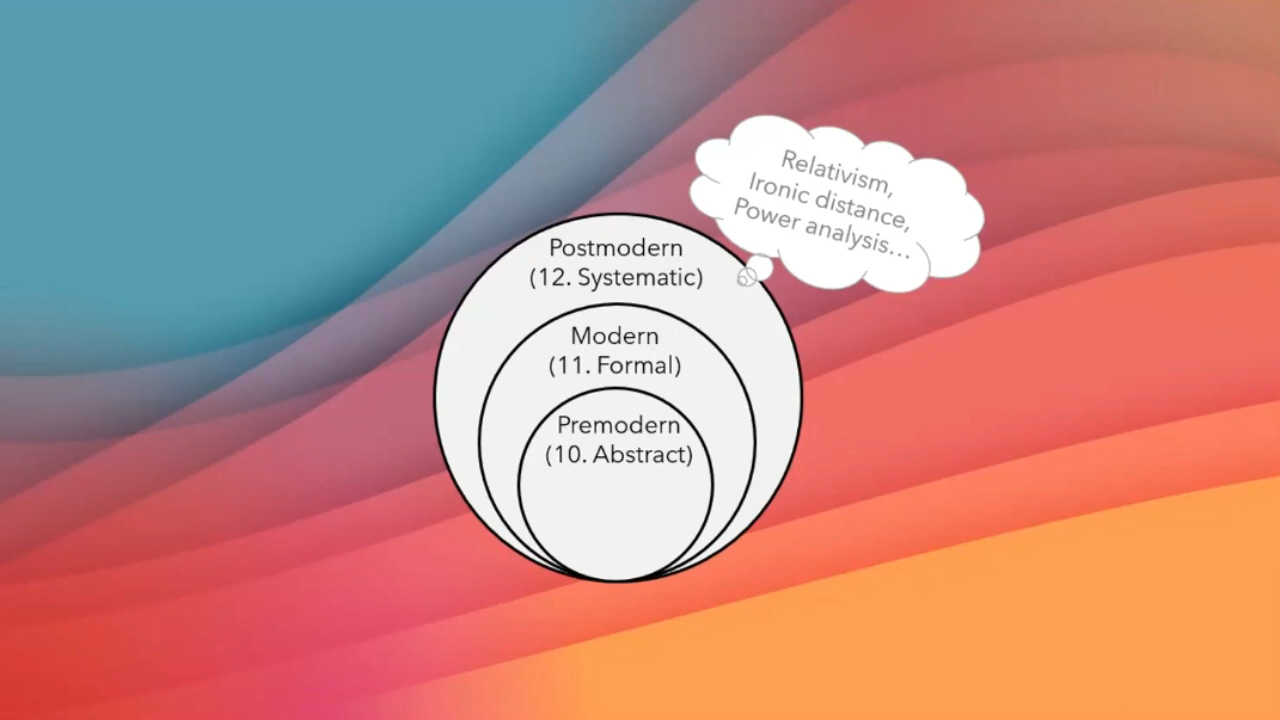 Relativism,
Ironic distance,
Power analysis...
Postmodern
(12. Systematic)
Modern
(11. Formal)
Premodern
(10. Abstract)